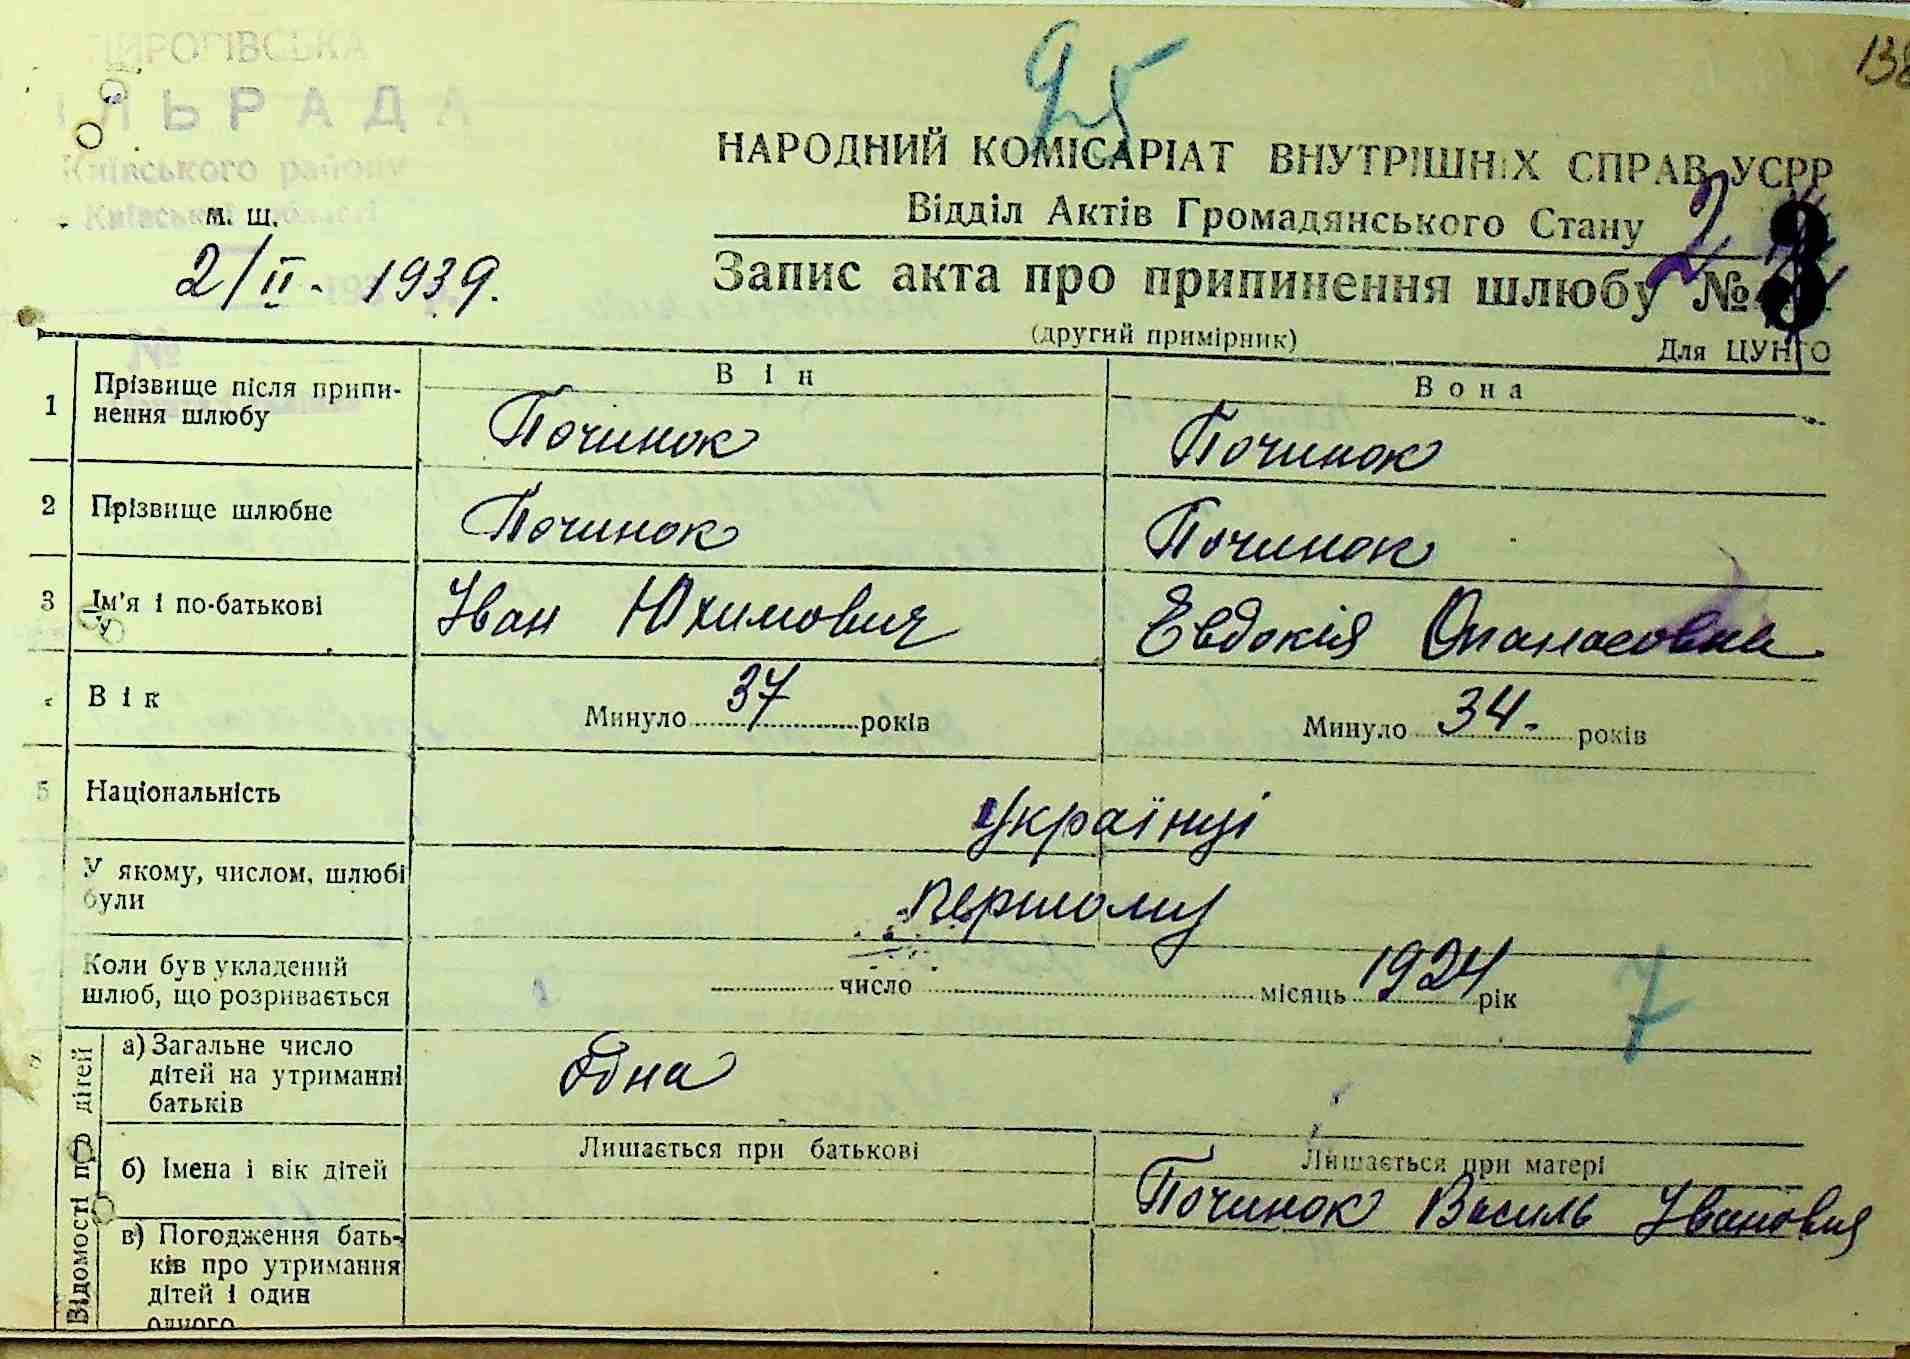 ПИРОГІВСЬКА
ІЛЬРАДА
Київського району
Київської області
95
138
НАРОДНИЙ КОМІСАРІАТ ВНУТРІШНІХ СПРАВ УСРР
Відділ Актів Громадянського Стану
м. ш.
2/II - 1939.
Запис акта про припинення шлюбу № 2
(другий примірник)
Для ЦУНГО
Він
Вона
1 Прізвище після припинення шлюбу Починок Починок
2 Прізвище шлюбне Починок Починок
3 Ім'я і по-батькові Іван Юхимович Евдокія Опанасовна
Вік Минуло 37 років Минуло 34. років
5 Національність Українці
У якому, числом, шлюбі були Першому
Коли був укладений шлюб, що розривається число місяць 1924 рік
7
Відомості про дітей
а) Загальне число дітей на утриманні батьків Одна
Лишається при батькові
Лишається при матері
б) Імена і вік дітей Починок Василь Іванович
в) Погодження батьків про утримання дітей і один одного